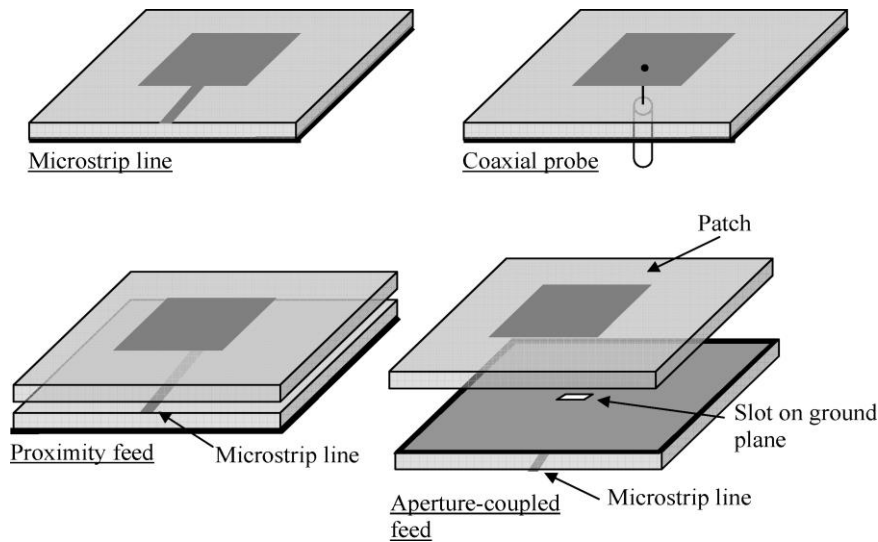 Microstrip line
Coaxial probe
Patch
Proximity feed
Microstrip line
Slot on ground
plane
Aperture-coupled
feed
Microstrip line